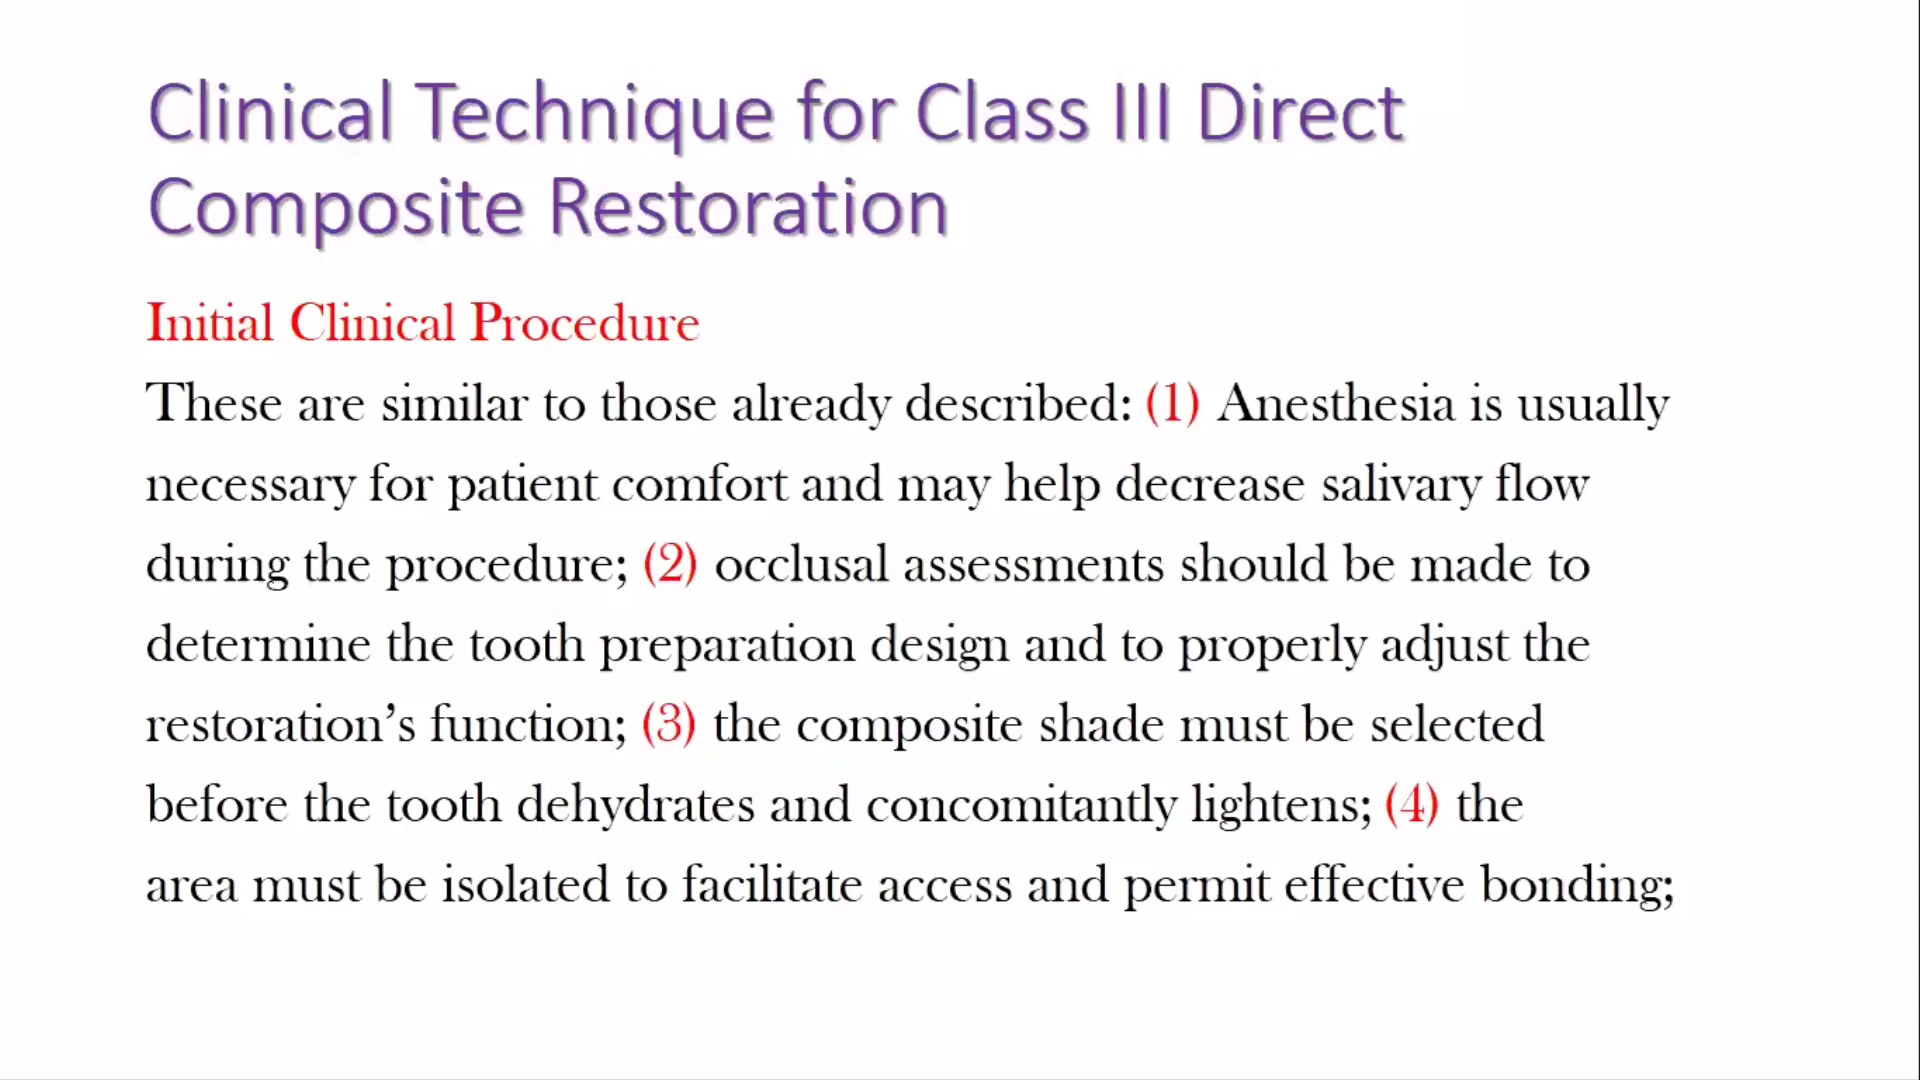 Clinical Technique for Class III Direct
Composite Restoration
Initial Clinical Procedure
These are similar to those already described: (1) Anesthesia is usually
necessary for patient comfort and may help decrease salivary flow
during the procedure; (2) occlusal assessments should be made to
determine the tooth preparation design and to properly adjust the
restoration’s function; (3) the composite shade must be selected
before the tooth dehydrates and concomitantly lightens; (4) the
area must be isolated to facilitate access and permit effective bonding;